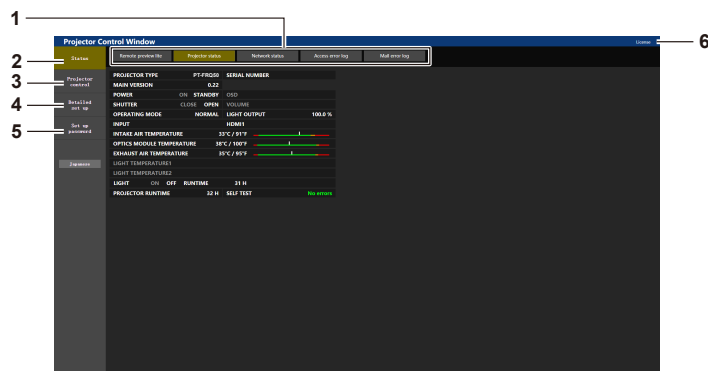 1
Projector Control Window
License
6
2
Status
Remote preview lite
Projector status
Network status
Access error log
Mail error log
3
Projector
control
4
Detailed
set up
5
Set up
password
Japanese
PROJECTOR TYPE PT-FRQ50 SERIAL NUMBER
MAIN VERSION 0.22
POWER ON STANDBY OSD
SHUTTER CLOSE OPEN VOLUME
OPERATING MODE NORMAL LIGHT OUTPUT 100.0 %
INPUT HDMI1
INTAKE AIR TEMPERATURE 33°C / 91°F
OPTICS MODULE TEMPERATURE 38°C / 100°F
EXHAUST AIR TEMPERATURE 35°C / 95°F
LIGHT TEMPERATURE1
LIGHT TEMPERATURE2
LIGHT ON OFF RUNTIME 31 H
PROJECTOR RUNTIME 32 H SELF TEST No errors